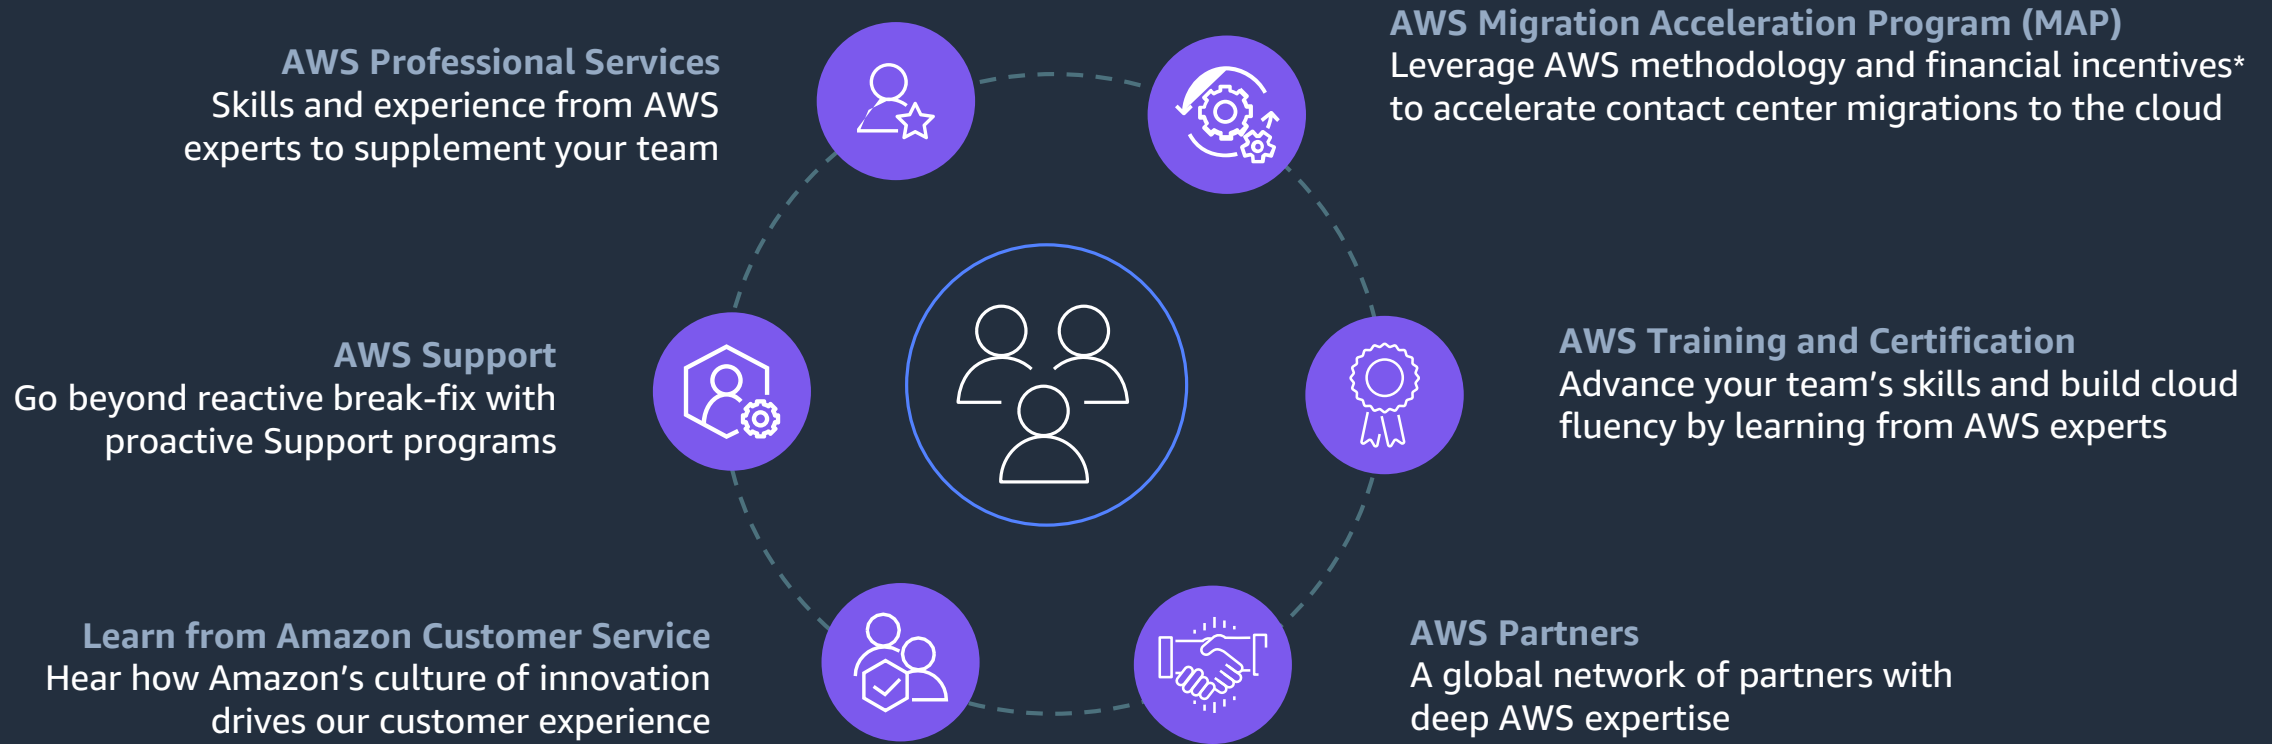 AWS Professional Services
Skills and experience from AWS
experts to supplement your team
AWS Migration Acceleration Program (MAP)
Leverage AWS methodology and financial incentives*
to accelerate contact center migrations to the cloud
AWS Support
Go beyond reactive break-fix with
proactive Support programs
AWS Training and Certification
Advance your team’s skills and build cloud
fluency by learning from AWS experts
Learn from Amazon Customer Service
Hear how Amazon’s culture of innovation
drives our customer experience
AWS Partners
A global network of partners with
deep AWS expertise